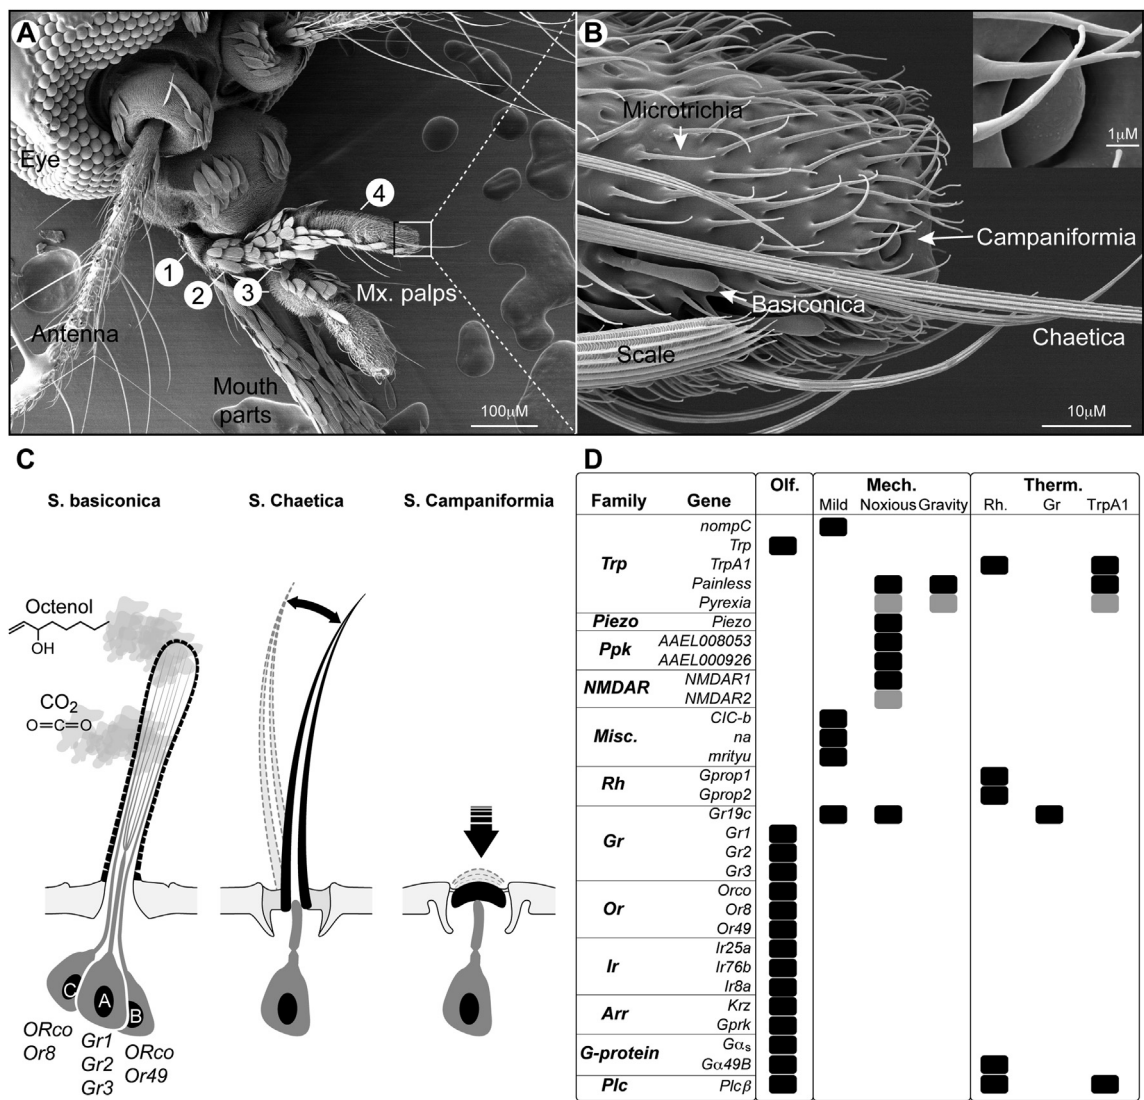 A
Eye
4
1
2
3
Mx. palps
Antenna
Mouth
parts
100μM
B
Microtrichia
1μM
Campaniformia
Basiconica
Chaetica
Scale
10μM
C
S. basiconica
S. Chaetica
S. Campaniformia
Octenol
OH
CO2
O=C=O
C
A
B
ORco
Or8
Gr1
Gr2
Gr3
ORco
Or49
D
Family Gene Olf. Mech. Therm.
Mild Noxious Gravity Rh. Gr TrpA1
Trp
nompC
Trp
TrpA1
Painless
Pyrexia
Piezo Piezo
Ppk
AAEL008053
AAEL000926
NMDAR
NMDAR1
NMDAR2
Misc.
CIC-b
na
mrityu
Rh
Gprop1
Gprop2
Gr
Gr19c
Gr1
Gr2
Gr3
Or
Orco
Or8
Or49
Ir
Ir25a
Ir76b
Ir8a
Arr
Krz
Gprk
G-protein
Gαs
Gα49B
Plc Plcβ